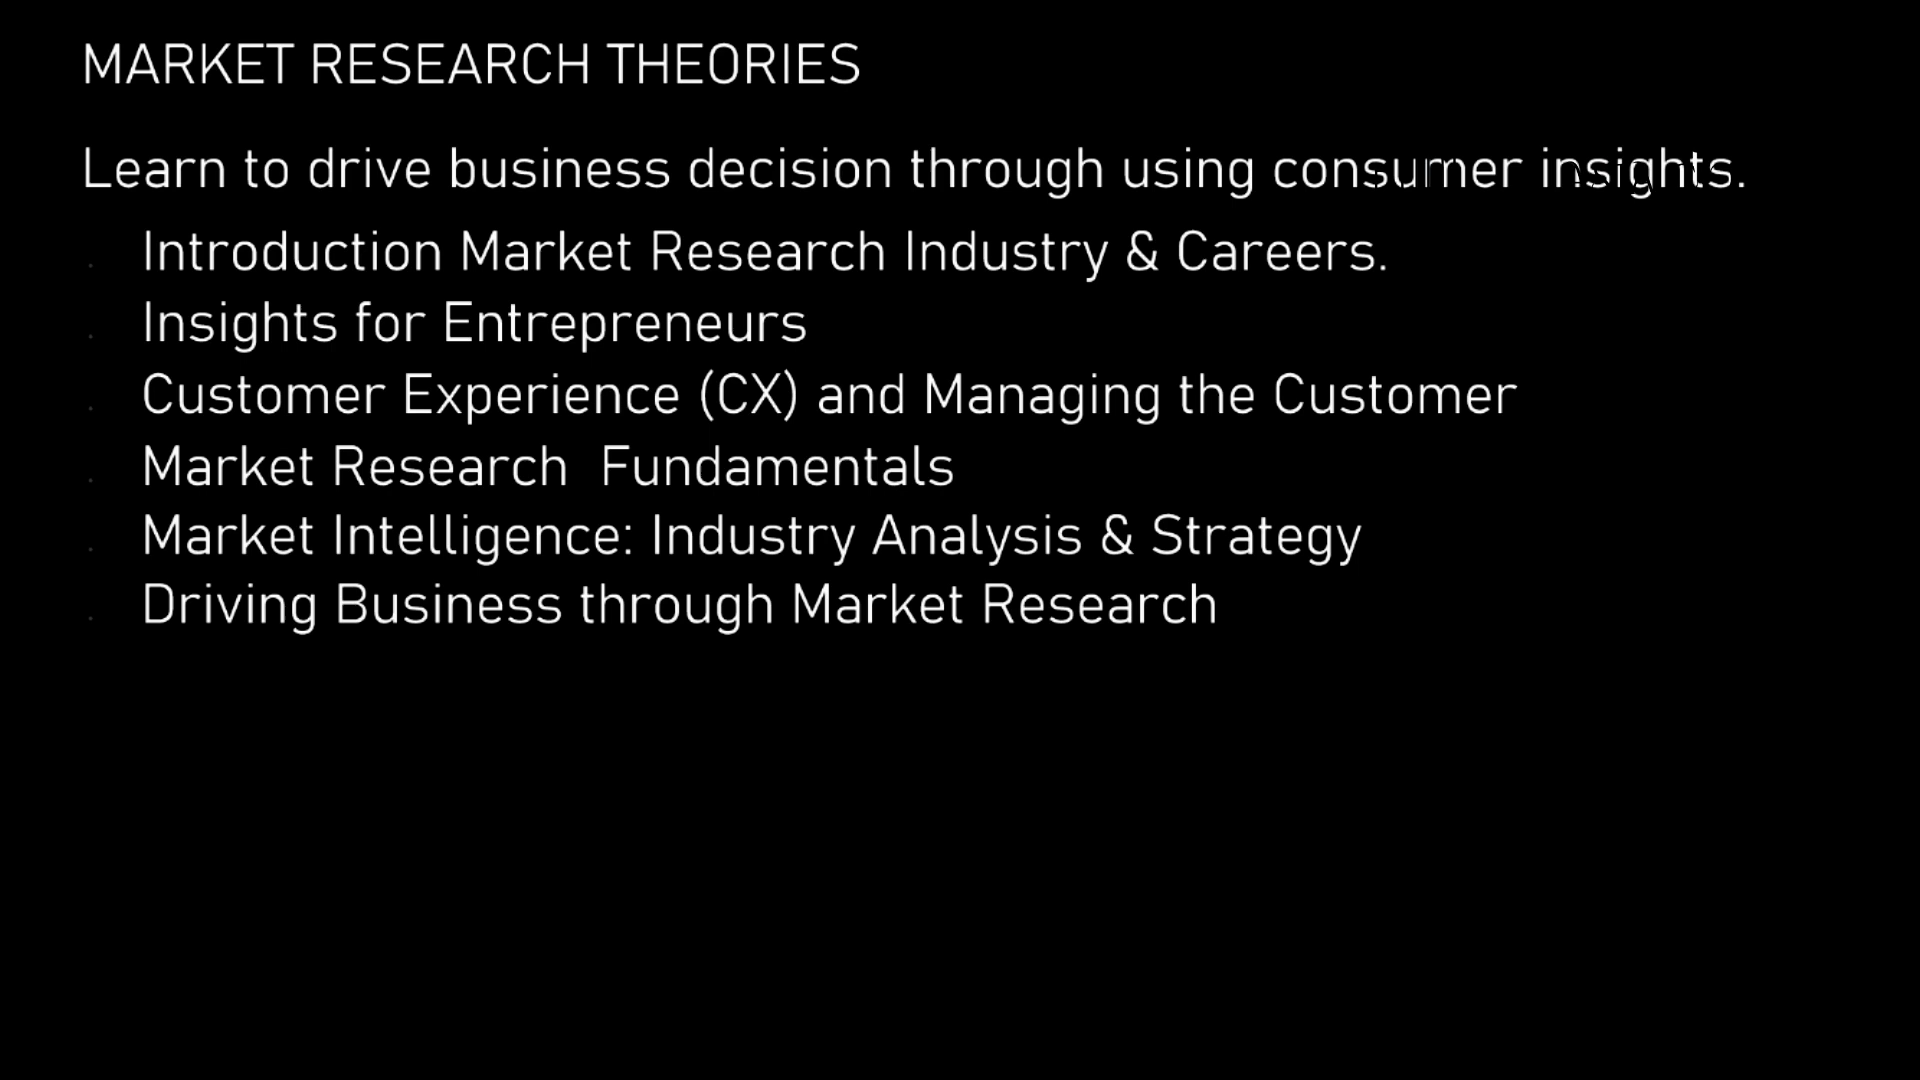 MARKET RESEARCH THEORIES
Learn to drive business decision through using consumer insights.
Introduction Market Research Industry & Careers.
Insights for Entrepreneurs
Customer Experience (CX) and Managing the Customer
Market Research  Fundamentals
Market Intelligence: Industry Analysis & Strategy
Driving Business through Market Research